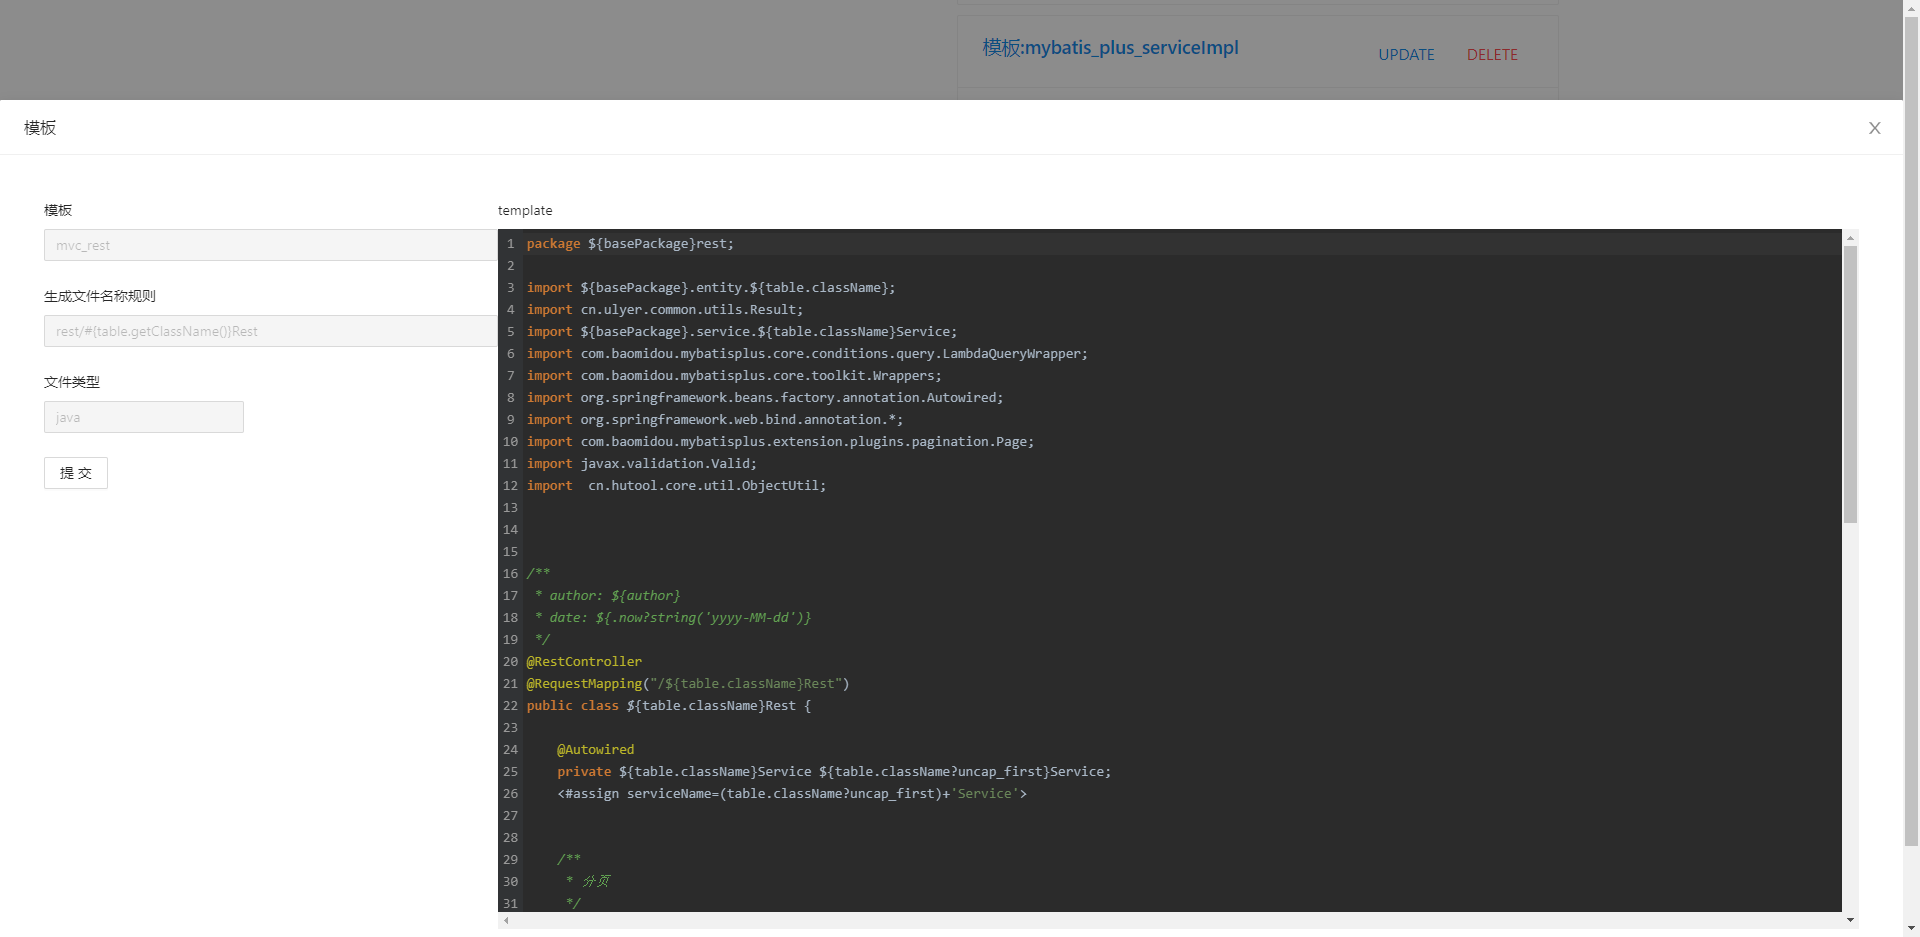 模板:mybatis_plus_serviceImpl
UPDATE
DELETE
模板
模板
mvc_rest
生成文件名称规则
rest/#{table.getClassName()}Rest
文件类型
java
提 交
template
1 package ${basePackage}rest;
2
3 import ${basePackage}.entity.${table.className};
4 import cn.ulyer.common.utils.Result;
5 import ${basePackage}.service.${table.className}Service;
6 import com.baomidou.mybatisplus.core.conditions.query.LambdaQueryWrapper;
7 import com.baomidou.mybatisplus.core.toolkit.Wrappers;
8 import org.springframework.beans.factory.annotation.Autowired;
9 import org.springframework.web.bind.annotation.*;
10 import com.baomidou.mybatisplus.extension.plugins.pagination.Page;
11 import javax.validation.Valid;
12 import  cn.hutool.core.util.ObjectUtil;
13
14
15
16 /**
17  * author: ${author}
18  * date: ${.now?string('yyyy-MM-dd')}
19  */
20 @RestController
21 @RequestMapping("/${table.className}Rest")
22 public class ${table.className}Rest {
23
24     @Autowired
25     private ${table.className}Service ${table.className?uncap_first}Service;
26     <#assign serviceName=(table.className?uncap_first)+'Service'>
27
28
29     /**
30      * 分页
31      */